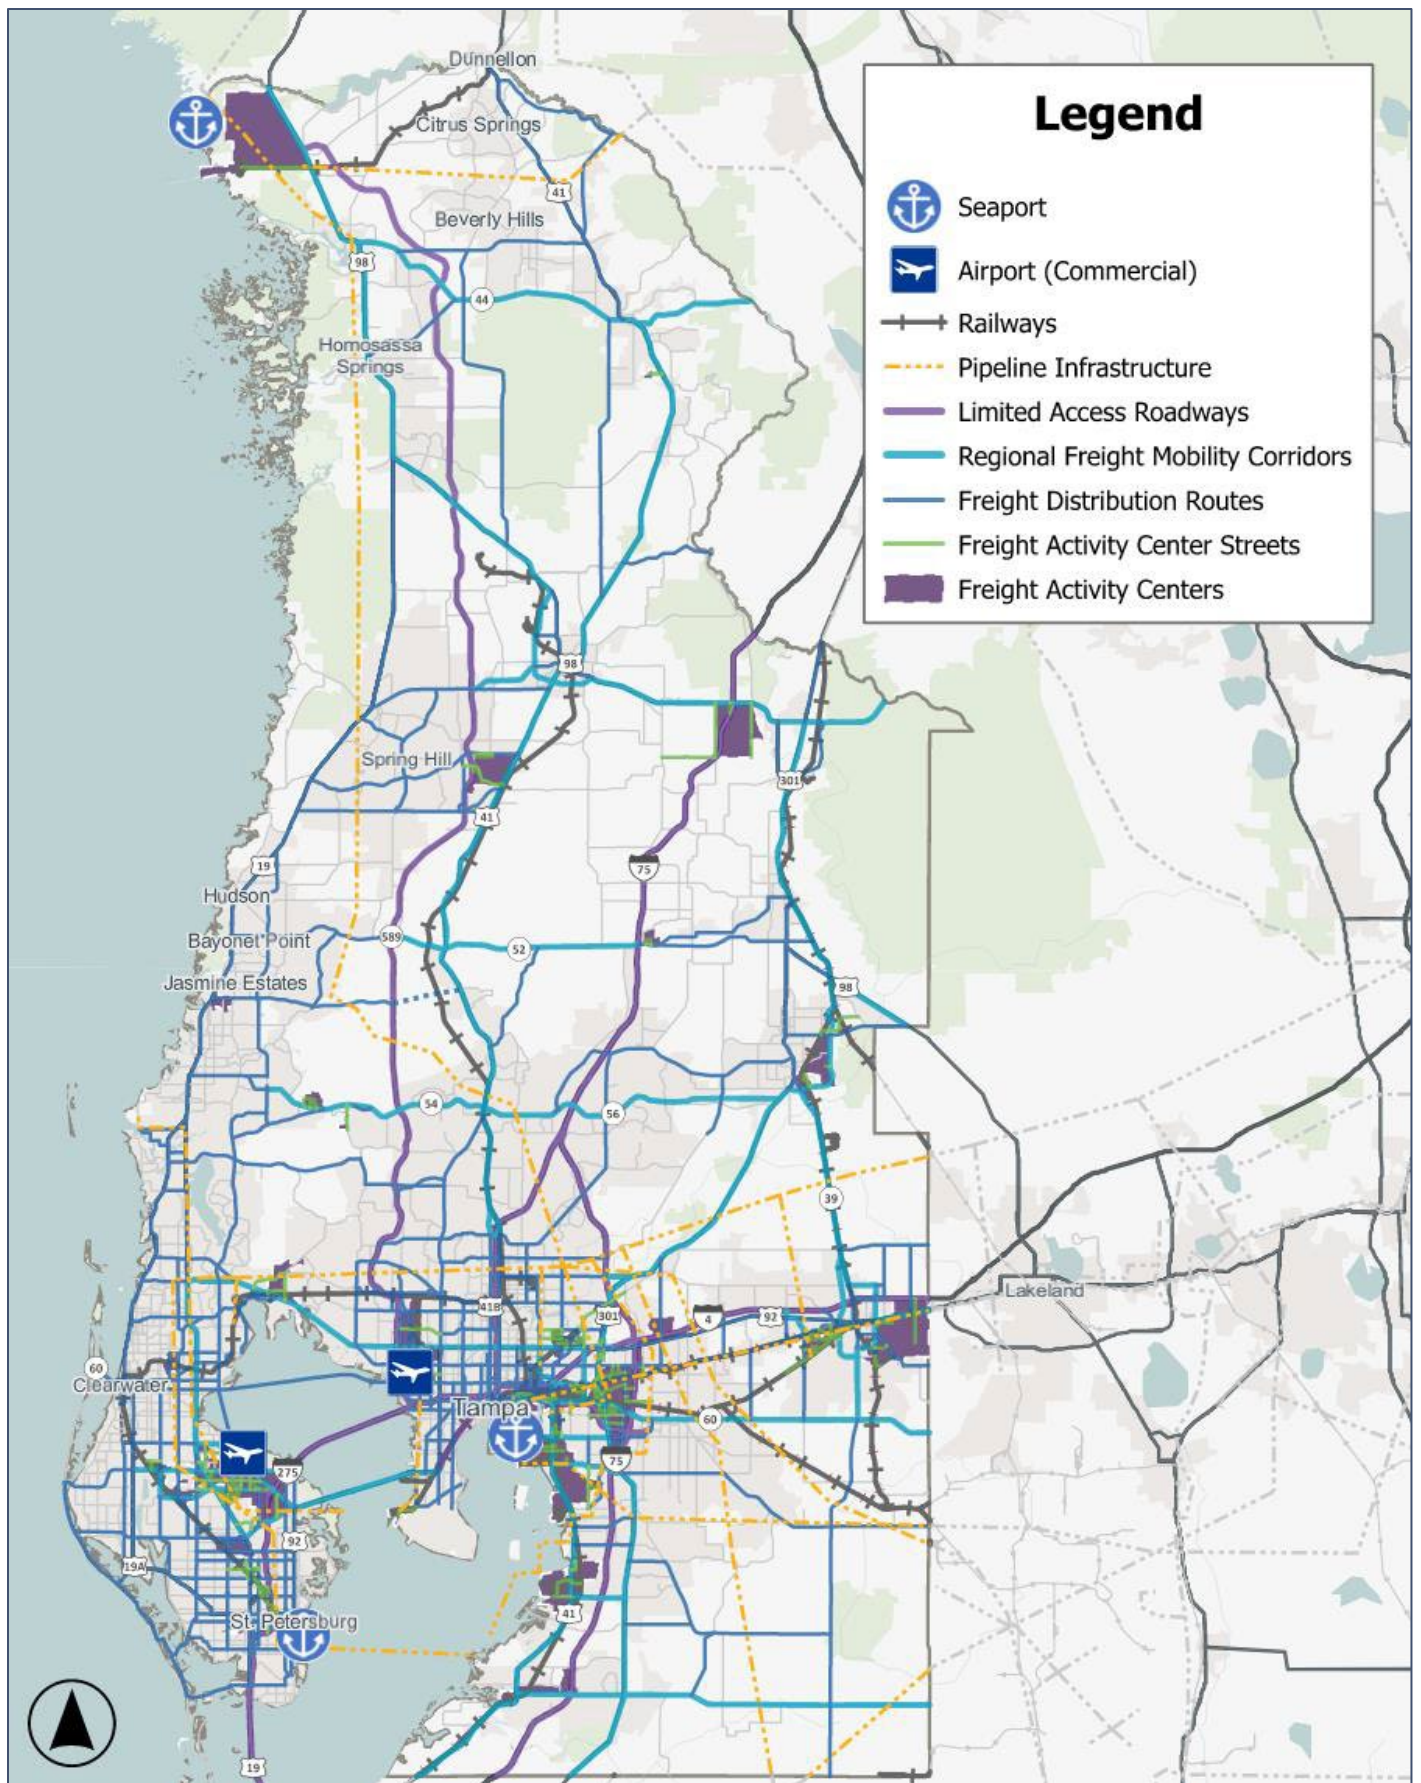 Dunnellon
Legend
Citrus Springs
41
Seaport
Beverly Hills
98
Airport (Commercial)
44
Railways
Homosassa
Springs
Pipeline Infrastructure
Limited Access Roadways
Regional Freight Mobility Corridors
Freight Distribution Routes
Freight Activity Center Streets
Freight Activity Centers
98
Spring Hill
301
41
19
75
Hudson
589
Bayonet Point
52
Jasmine Estates
98
54
56
39
Lakeland
41B
301
4
92
60
Clearwater
Tampa
60
275
75
92
19A
41
St. Petersburg
19